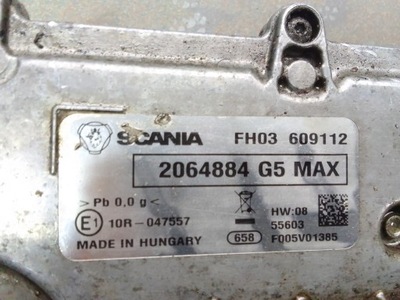 SCANIA FH03 609112
2064884 G5 MAX
> Pb 0,0 g <
E1 10R-047557
HW:08
55603
MADE IN HUNGARY
658 F005V01385